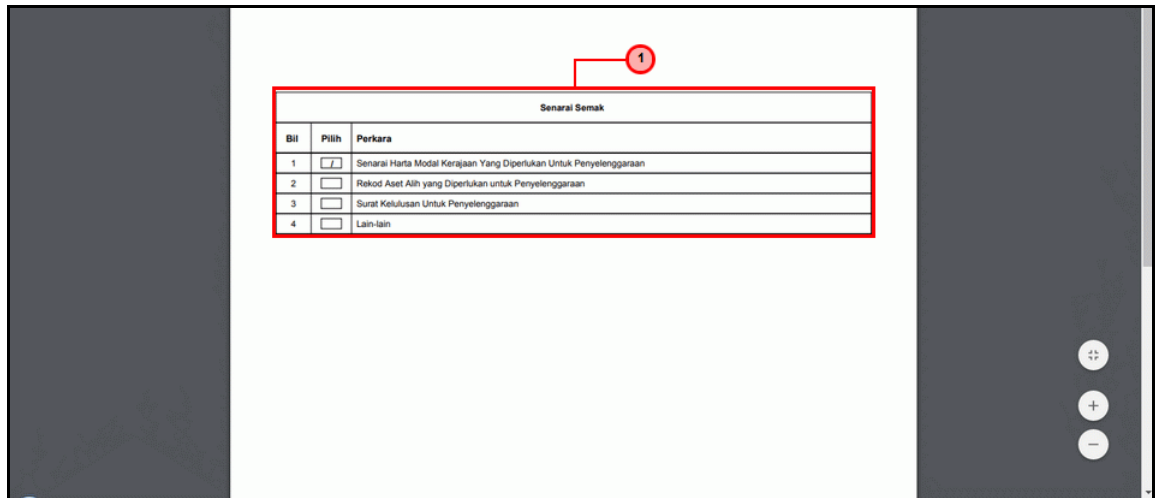 1
Senarai Semak
Bil Pilih Perkara
1 / Senarai Harta Modal Kerajaan Yang Diperlukan Untuk Penyelenggaraan
2 Rekod Aset Alih yang Diperlukan untuk Penyelenggaraan
3 Surat Kelulusan Untuk Penyelenggaraan
4 Lain-lain